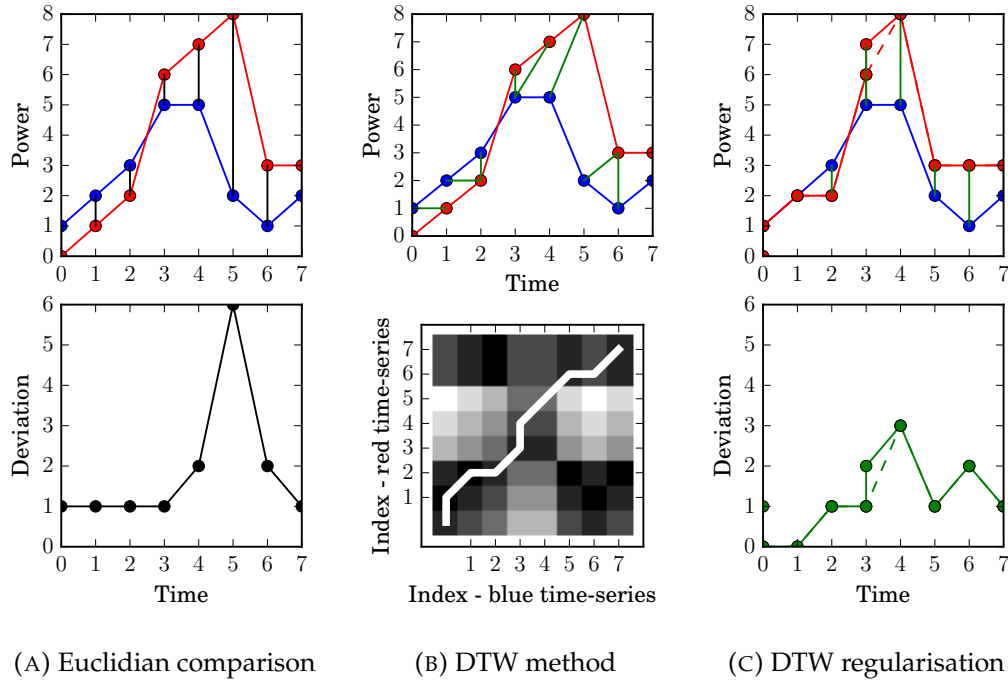 8
7
6
5
4
3
2
1
0
Power
0 1 2 3 4 5 6 7
8
7
6
5
4
3
2
1
0
Power
0 1 2 3 4 5 6 7
Time
8
7
6
5
4
3
2
1
0
Power
0 1 2 3 4 5 6 7
6
5
4
3
2
1
0
Deviation
0 1 2 3 4 5 6 7
Time
7
6
5
4
3
2
1
Index - red time-series
1 2 3 4 5 6 7
Index - blue time-series
6
5
4
3
2
1
0
Deviation
0 1 2 3 4 5 6 7
Time
(A) Euclidian comparison
(B) DTW method
(C) DTW regularisation